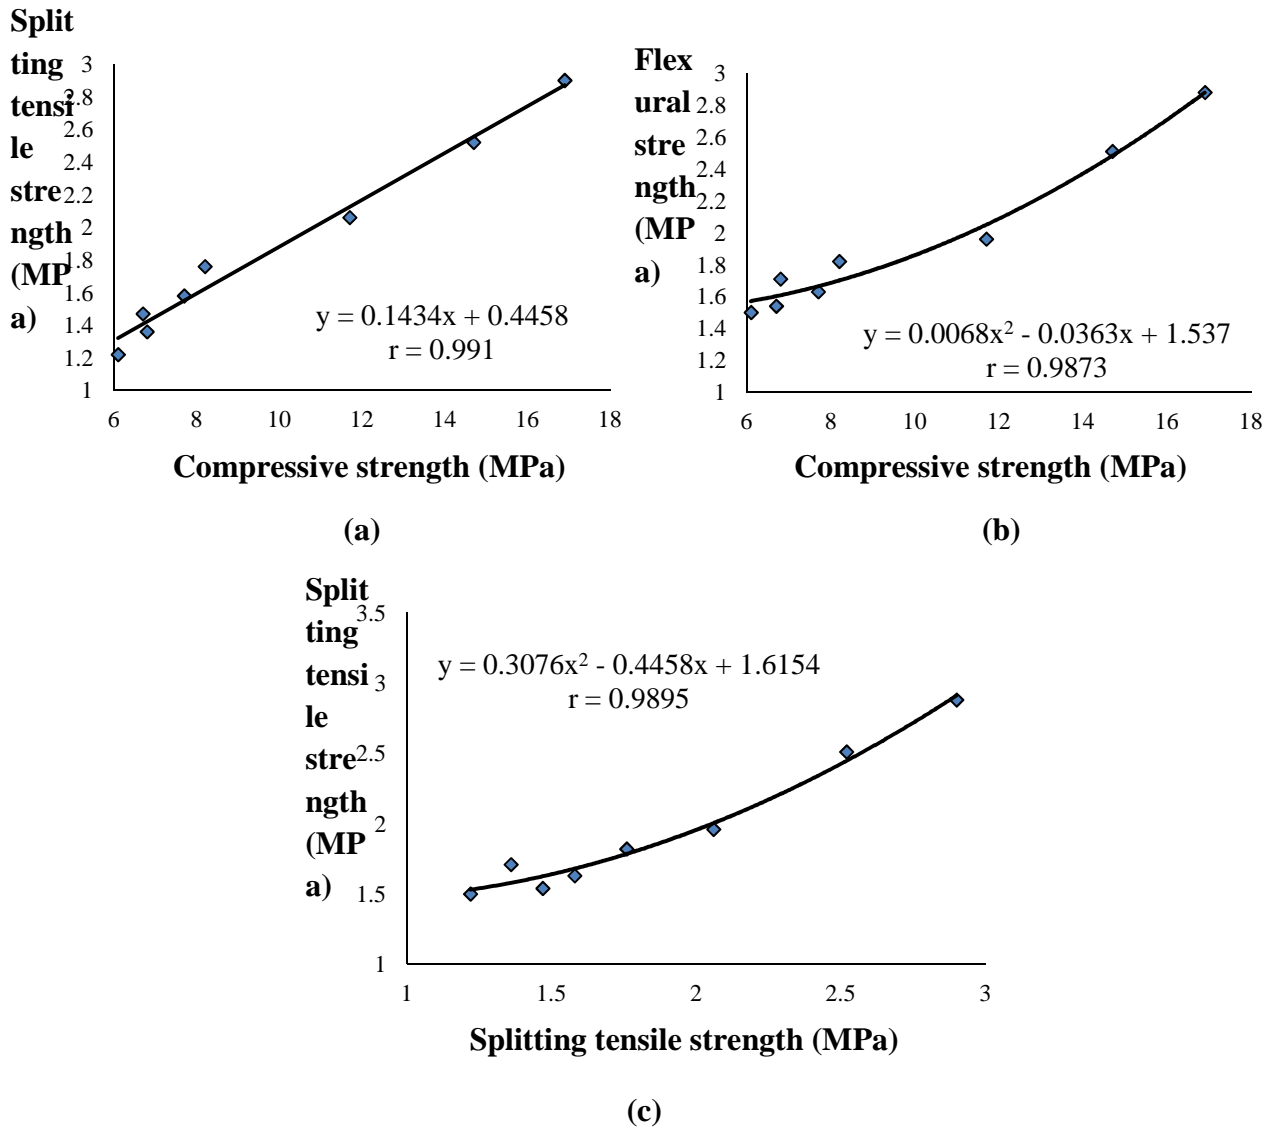 Split
ting
tensi
le
stre
ngth
(MP
a)
3
2.8
2.6
2.4
2.2
2
1.8
1.6
1.4
1.2
1
y = 0.1434x + 0.4458
r = 0.991
6 8 10 12 14 16 18
Compressive strength (MPa)
(a)
Flex
ural
stre
ngth
(MP
a)
3
2.8
2.6
2.4
2.2
2
1.8
1.6
1.4
1.2
1
y = 0.0068x² - 0.0363x + 1.537
r = 0.9873
6 8 10 12 14 16 18
Compressive strength (MPa)
(b)
Split
ting
tensi
le
stre
ngth
(MP
a)
3.5
3
2.5
2
1.5
1
y = 0.3076x² - 0.4458x + 1.6154
r = 0.9895
1 1.5 2 2.5 3
Splitting tensile strength (MPa)
(c)